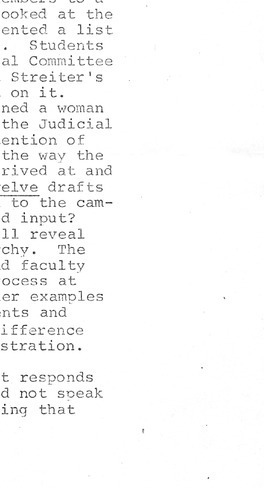 ooked at the
ented a list
. Students
al Committee
Streiter's
on it.
ned a woman
the Judicial
ention of
the way the
rived at and
elve drafts
to the cam-
d input?
ll reveal
chy. The
d faculty
ocess at
er examples
nts and
ifference
stration.
t responds
d not speak
ing that